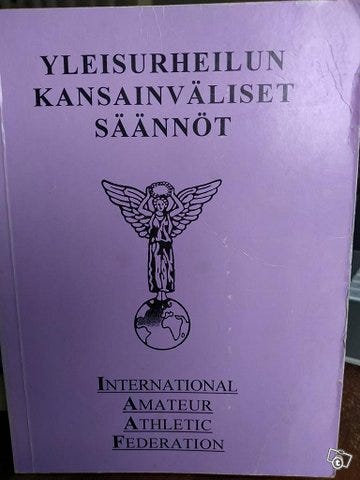 YLEISURHEILUN
KANSAINVÄLISET
SÄÄNNÖT
INTERNATIONAL
AMATEUR
ATHLETIC
FEDERATION